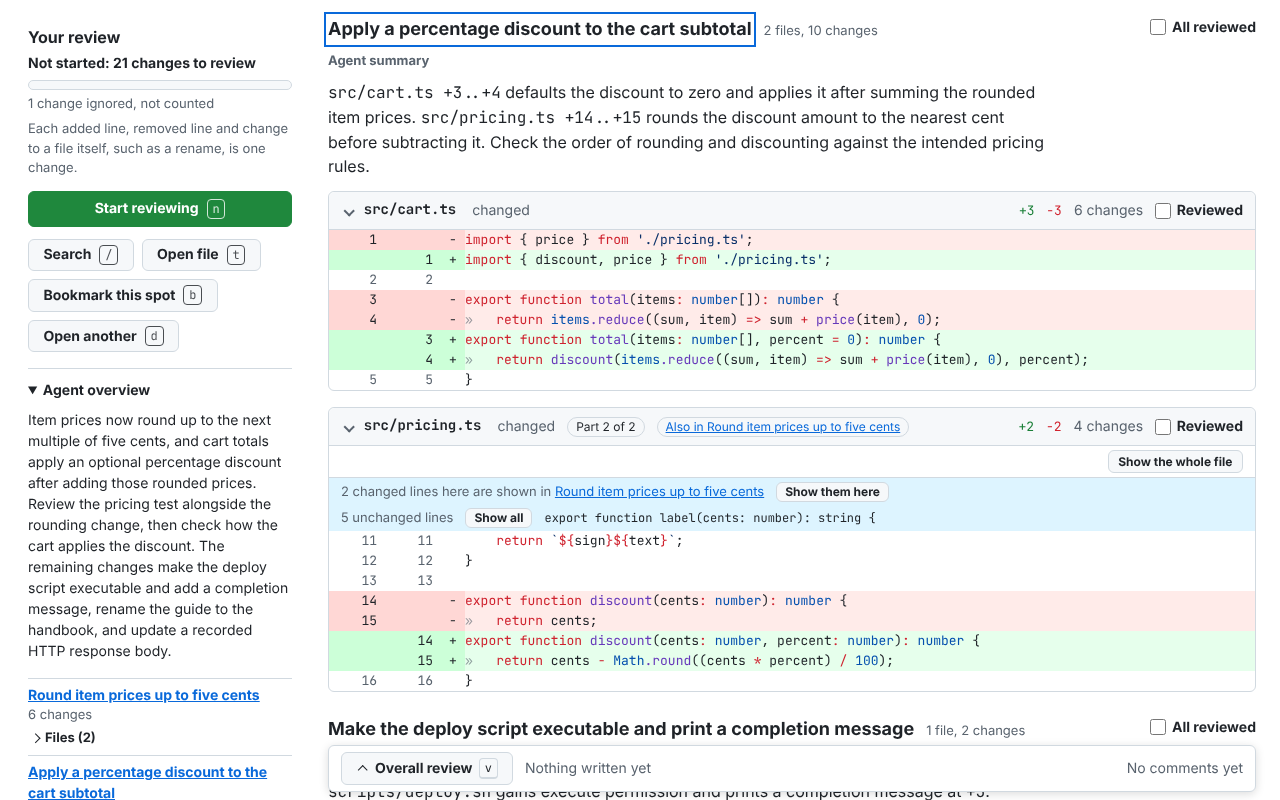 Your review
Not started: 21 changes to review
1 change ignored, not counted
Each added line, removed line and change
to a file itself, such as a rename, is one
change.
Start reviewing n
Search /
Open file t
Bookmark this spot b
Open another d
Agent overview
Item prices now round up to the next
multiple of five cents, and cart totals
apply an optional percentage discount
after adding those rounded prices.
Review the pricing test alongside the
rounding change, then check how the
cart applies the discount. The
remaining changes make the deploy
script executable and add a completion
message, rename the guide to the
handbook, and update a recorded
HTTP response body.
Round item prices up to five cents
6 changes
Files (2)
Apply a percentage discount to the
cart subtotal
Apply a percentage discount to the cart subtotal 2 files, 10 changes
All reviewed
Agent summary
src/cart.ts +3..+4 defaults the discount to zero and applies it after summing the rounded
item prices. src/pricing.ts +14..+15 rounds the discount amount to the nearest cent
before subtracting it. Check the order of rounding and discounting against the intended pricing
rules.
src/cart.ts changed +3 -3 6 changes Reviewed
1 - import { price } from './pricing.ts';
1 + import { discount, price } from './pricing.ts';
2 2
3 - export function total(items: number[]): number {
4 - » return items.reduce((sum, item) => sum + price(item), 0);
3 + export function total(items: number[], percent = 0): number {
4 + » return discount(items.reduce((sum, item) => sum + price(item), 0), percent);
5 5 }
src/pricing.ts changed Part 2 of 2 Also in Round item prices up to five cents +2 -2 4 changes Reviewed
Show the whole file
2 changed lines here are shown in Round item prices up to five cents Show them here
5 unchanged lines Show all export function label(cents: number): string {
11 11 return `${sign}${text}`;
12 12 }
13 13
14 - export function discount(cents: number): number {
15 - » return cents;
14 + export function discount(cents: number, percent: number): number {
15 + » return cents - Math.round((cents * percent) / 100);
16 16 }
Make the deploy script executable and print a completion message 1 file, 2 changes
All reviewed
Overall review v Nothing written yet No comments yet
scripts/deploy.sh gains execute permission and prints a completion message at +3.